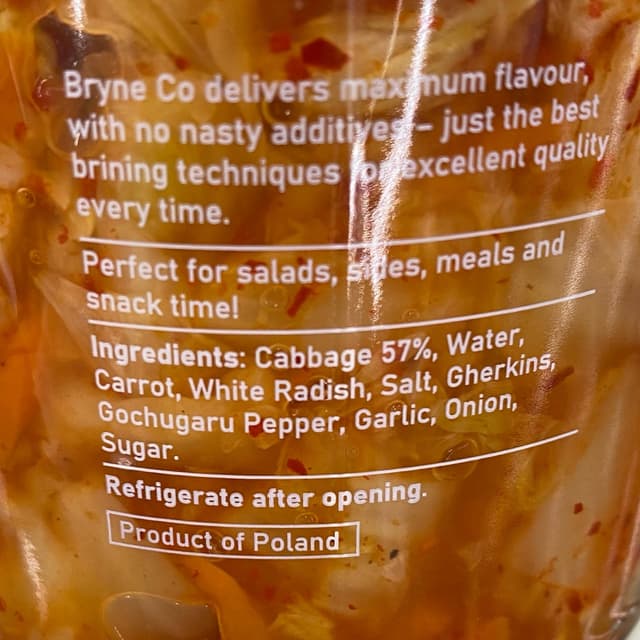 Bryne Co delivers maximum flavour,
with no nasty additives – just the best
brining techniques for excellent quality
every time.
Perfect for salads, sides, meals and
snack time!
Ingredients: Cabbage 57%, Water,
Carrot, White Radish, Salt, Gherkins,
Gochugaru Pepper, Garlic, Onion,
Sugar.
Refrigerate after opening.
Product of Poland